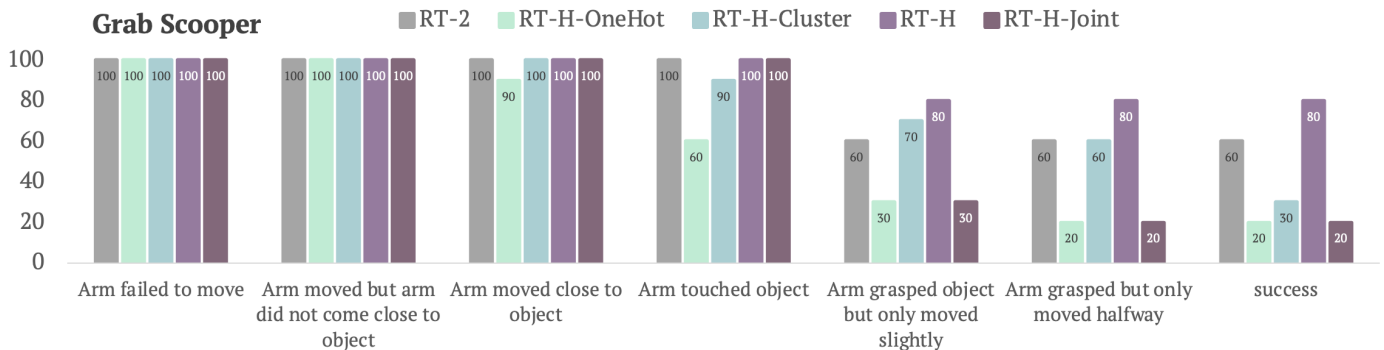 Grab Scooper
RT-2 RT-H-OneHot RT-H-Cluster RT-H RT-H-Joint
100
80
60
40
20
0
100 100 100 100 100
100 100 100 100 100
100 90 100 100 100
100 60 90 100 100
60 30 70 80 30
60 20 60 80 20
60 20 30 80 20
Arm failed to move
Arm moved but arm
did not come close to
object
Arm moved close to
object
Arm touched object
Arm grasped object
but only moved
slightly
Arm grasped but only
moved halfway
success